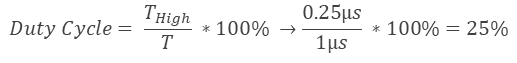 Duty Cycle = T_High / T * 100% → 0.25μs / 1μs * 100% = 25%